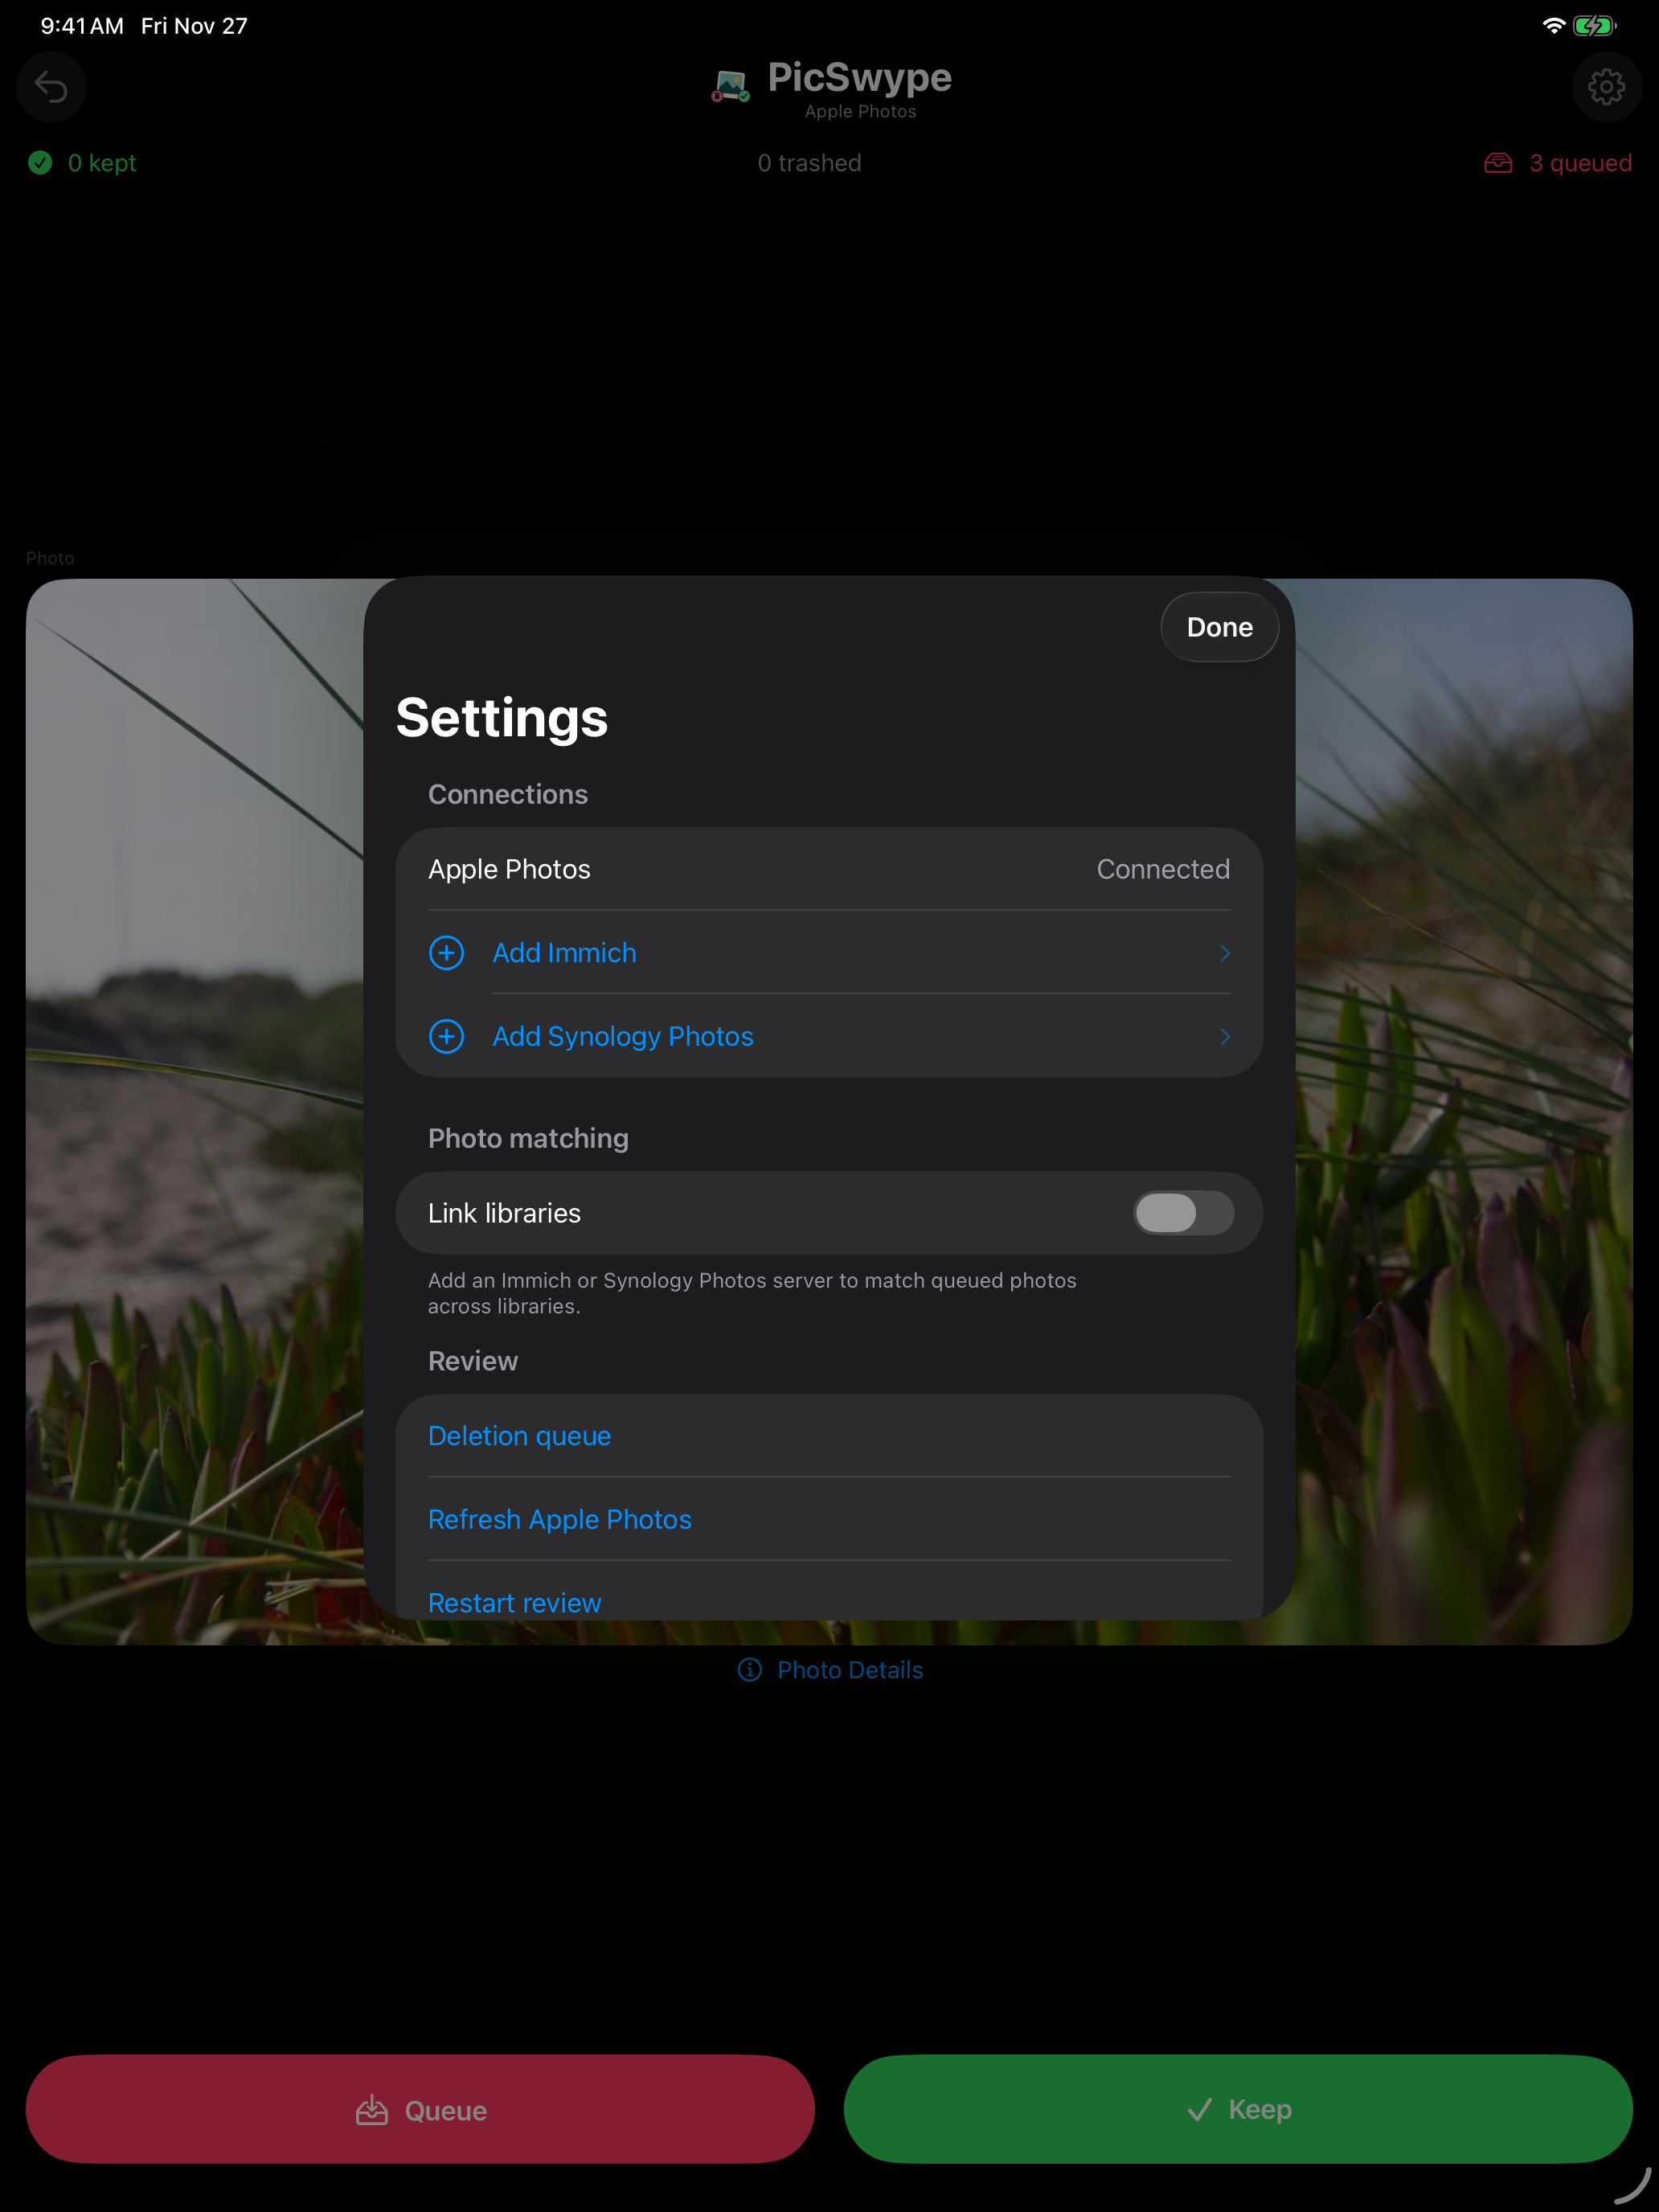 9:41 AM Fri Nov 27
PicSwype
Apple Photos
0 kept
0 trashed
3 queued
Photo
Done
Settings
Connections
Apple Photos
Connected
Add Immich
Add Synology Photos
Photo matching
Link libraries
Add an Immich or Synology Photos server to match queued photos
across libraries.
Review
Deletion queue
Refresh Apple Photos
Restart review
Photo Details
Queue
Keep